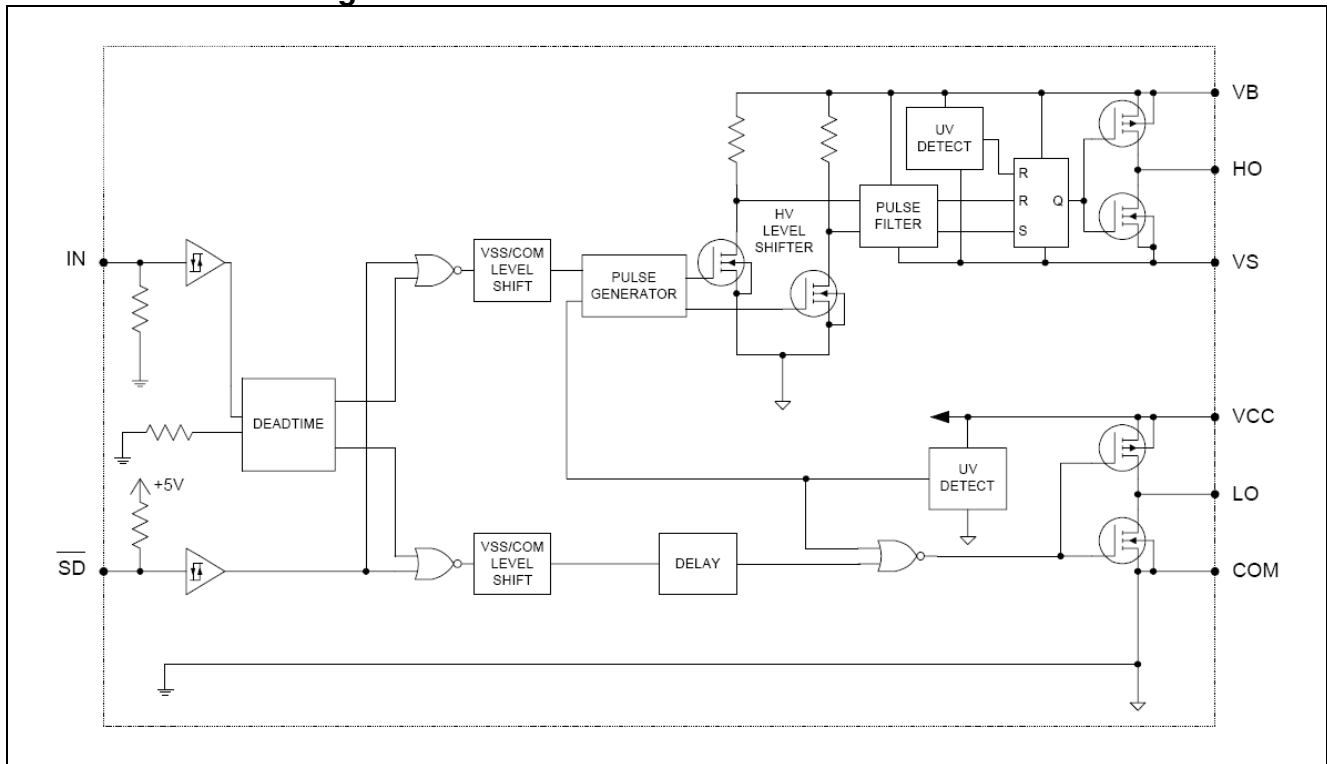 VB
UV
DETECT
R
HO
R
Q
PULSE
FILTER
S
HV
LEVEL
SHIFTER
IN
VSS/COM
LEVEL
SHIFT
PULSE
GENERATOR
VS
DEADTIME
VCC
UV
DETECT
+5V
LO
SD
VSS/COM
LEVEL
SHIFT
DELAY
COM